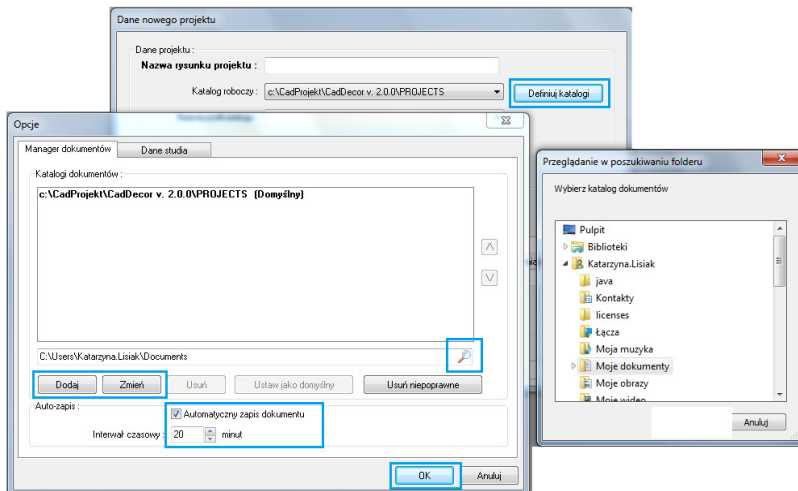 Dane nowego projektu
Dane projektu :
Nazwa rysunku projektu :
Katalog roboczy : c:\CadProjekt\CadDecor v. 2.0.0\PROJECTS
Definiuj katalogi
Opcje
Manager dokumentów
Dane studia
Katalogi dokumentów :
c:\CadProjekt\CadDecor v. 2.0.0\PROJECTS (Domyślny)
C:\Users\Katarzyna.Lisiak\Documents
Dodaj
Zmień
Usuń
Ustaw jako domyślny
Usuń niepoprawne
Auto-zapis :
Automatyczny zapis dokumentu
Interwał czasowy : 20 minut
OK
Anuluj
Przeglądanie w poszukiwaniu folderu
Wybierz katalog dokumentów
Pulpit
Biblioteki
Katarzyna.Lisiak
java
Kontakty
licenses
Łącza
Moja muzyka
Moje dokumenty
Moje obrazy
Moje wideo
Anuluj